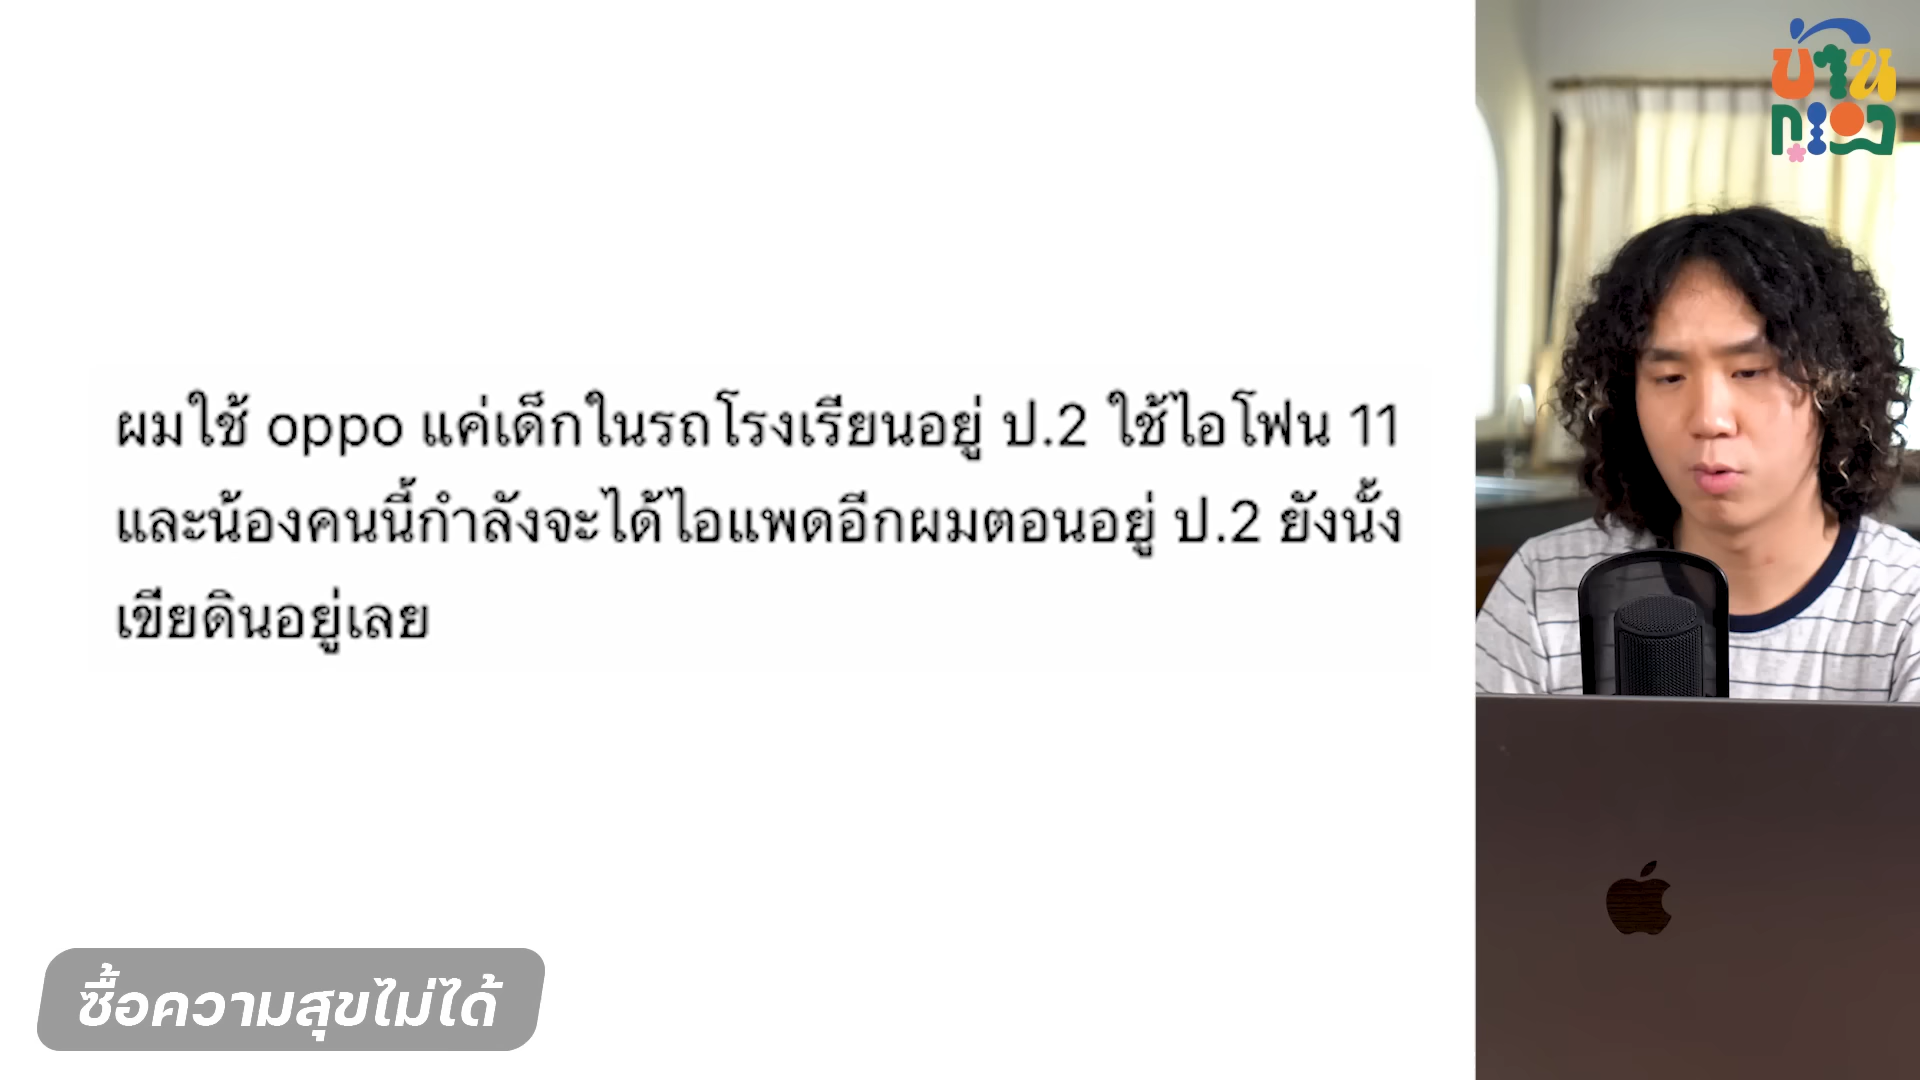 ผมใช้ oppo แค่เด็กในรถโรงเรียนอยู่ ป.2 ใช้ไอโฟน 11
และน้องคนนี้กำลังจะได้ไอแพดอีกผมตอนอยู่ ป.2 ยังนั้ง
เขียดินอยู่เลย
ซื้อความสุขไม่ได้